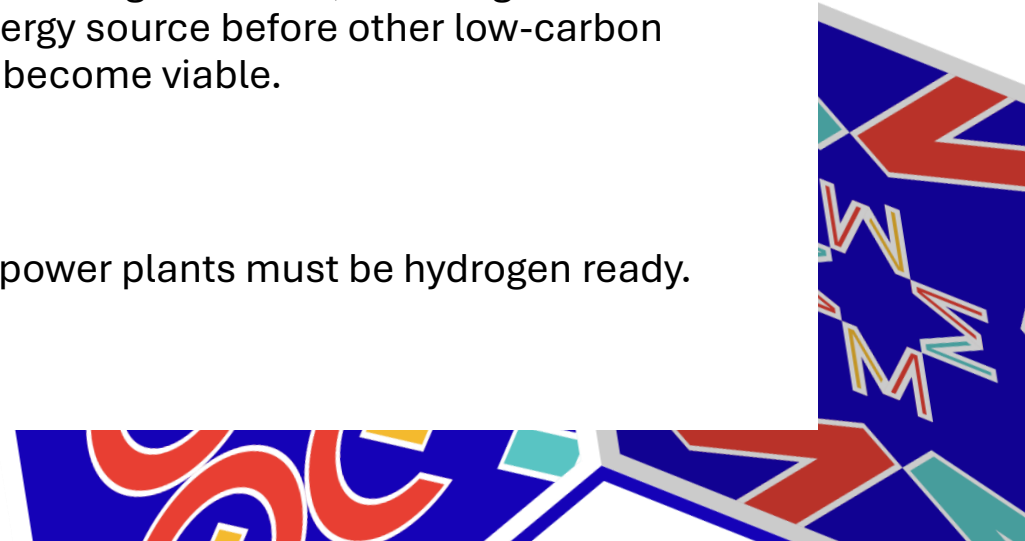 ergy source before other low-carbon
become viable.
power plants must be hydrogen ready.